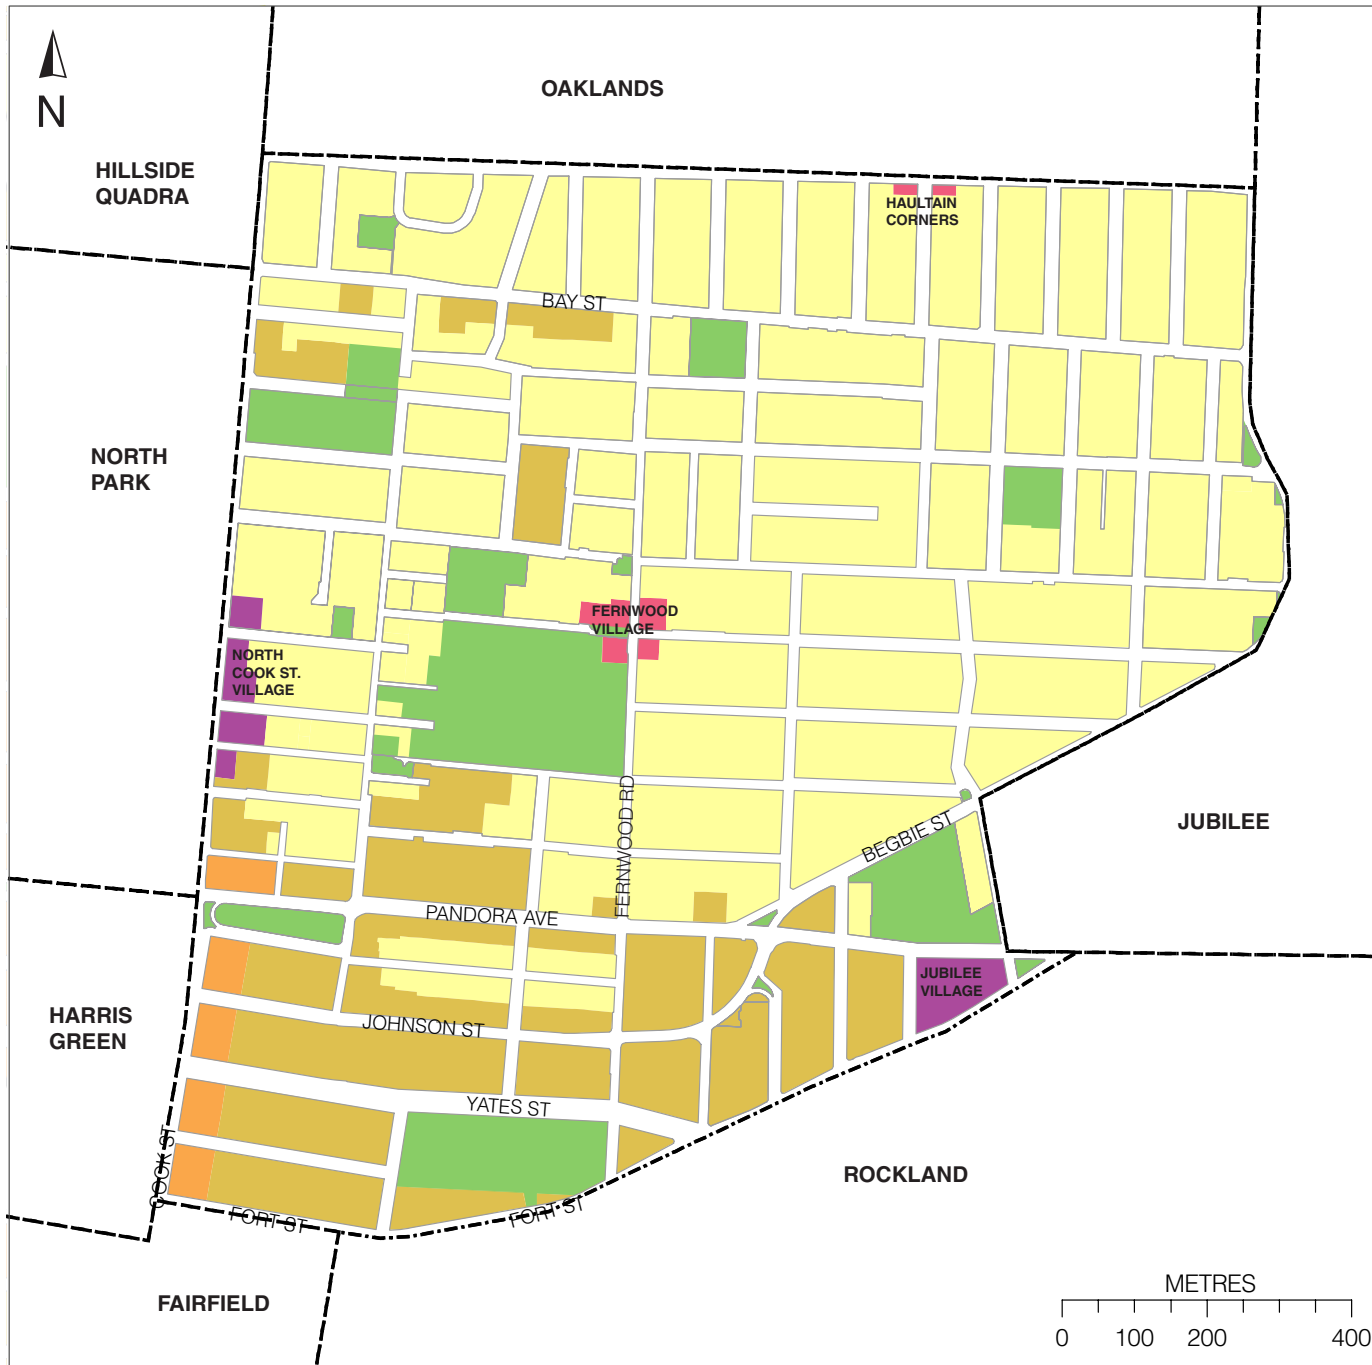 OAKLANDS
N
HILLSIDE
QUADRA
HAULTAIN
CORNERS
BAY ST
NORTH
PARK
FERNWOOD
VILLAGE
NORTH
COOK ST.
VILLAGE
FERNWOOD RD
BEGBIE ST
JUBILEE
PANDORA AVE
JUBILEE
VILLAGE
HARRIS
GREEN
JOHNSON ST
YATES ST
COOK ST
ROCKLAND
FORT ST
FORT ST
FAIRFIELD
METRES
0 100 200 400